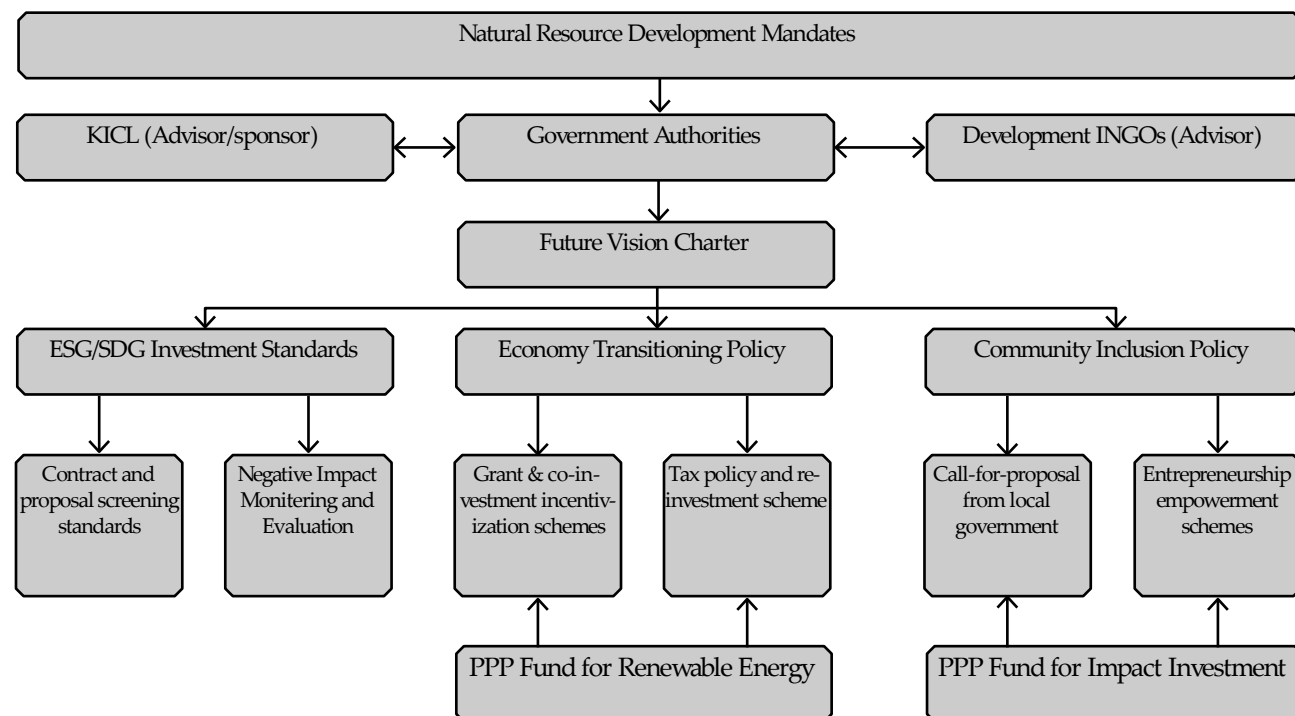 Natural Resource Development Mandates
KICL (Advisor/sponsor)
Government Authorities
Development INGOs (Advisor)
Future Vision Charter
ESG/SDG Investment Standards
Economy Transitioning Policy
Community Inclusion Policy
Contract and
proposal screening
standards
Negative Impact
Monitering and
Evaluation
Grant & co-in-
vestment incentiv-
ization schemes
Tax policy and re-
investment scheme
Call-for-proposal
from local
government
Entrepreneurship
empowerment
schemes
PPP Fund for Renewable Energy
PPP Fund for Impact Investment